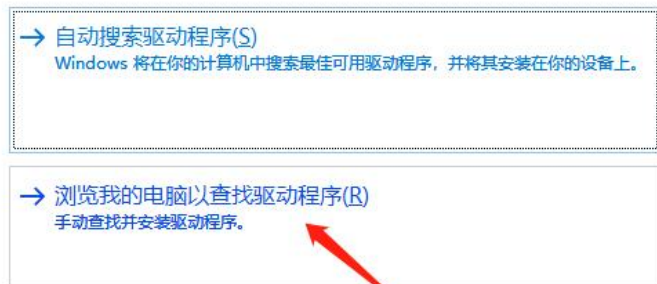 自动搜索驱动程序(S)
Windows 将在你的计算机中搜索最佳可用驱动程序，并将其安装在你的设备上。
浏览我的电脑以查找驱动程序(R)
手动查找并安装驱动程序。